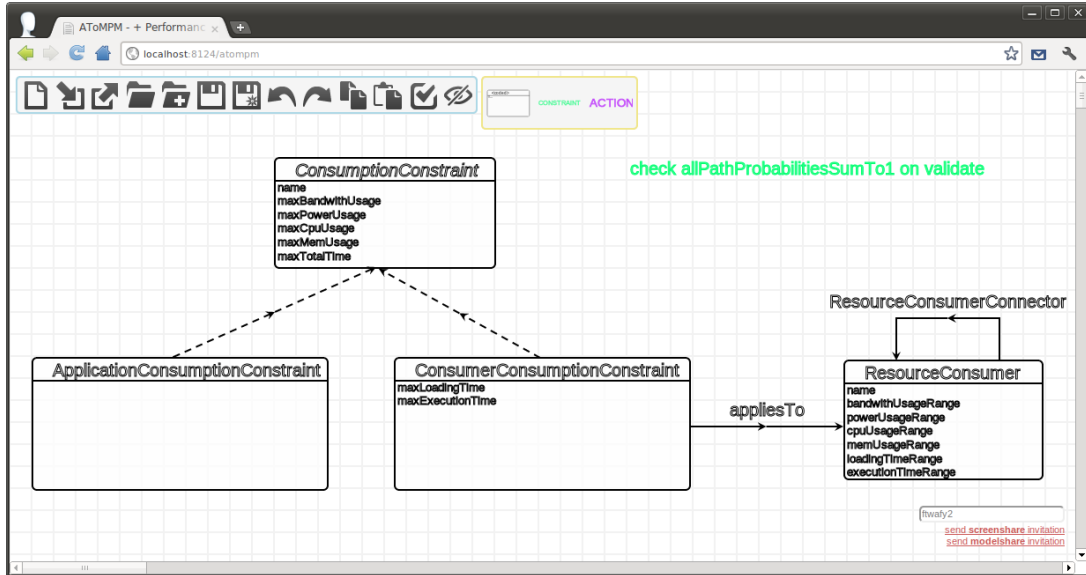 AToMPM - + Performanc
localhost:8124/atompm
CONSTRAINT
ACTION
check allPathProbabilitiesSumTo1 on validate
ConsumptionConstraint
name
maxBandwithUsage
maxPowerUsage
maxCpuUsage
maxMemUsage
maxTotalTime
ResourceConsumerConnector
ApplicationConsumptionConstraint
ConsumerConsumptionConstraint
maxLoadingTime
maxExecutionTime
appliesTo
ResourceConsumer
name
bandwithUsageRange
powerUsageRange
cpuUsageRange
memUsageRange
loadingTimeRange
executionTimeRange
ftwafy2
send screenshare invitation
send modelshare invitation